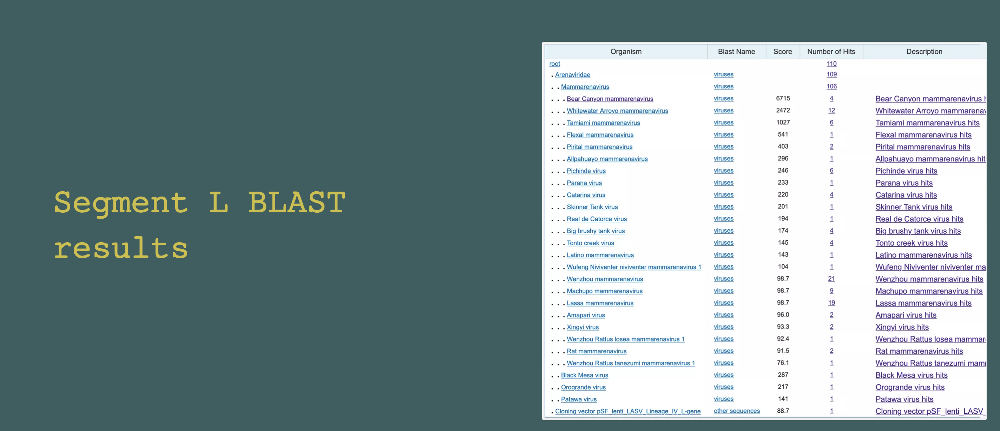 Segment L BLAST
results
Organism Blast Name Score Number of Hits Description
root 110
. Arenaviridae viruses 109
. . Mammarenavirus viruses 106
. . . Bear Canyon mammarenavirus viruses 6715 4 Bear Canyon mammarenavirus
. . . Whitewater Arroyo mammarenavirus viruses 2472 12 Whitewater Arroyo mammarenav
. . . Tamiami mammarenavirus viruses 1027 6 Tamiami mammarenavirus hits
. . . Flexal mammarenavirus viruses 541 1 Flexal mammarenavirus hits
. . . Pirital mammarenavirus viruses 403 2 Pirital mammarenavirus hits
. . . Allpahuayo mammarenavirus viruses 296 1 Allpahuayo mammarenavirus hit
. . . Pichinde virus viruses 246 6 Pichinde virus hits
. . . Parana virus viruses 233 1 Parana virus hits
. . . Catarina virus viruses 220 4 Catarina virus hits
. . . Skinner Tank virus viruses 201 1 Skinner Tank virus hits
. . . Real de Catorce virus viruses 194 1 Real de Catorce virus hits
. . . Big brushy tank virus viruses 174 4 Big brushy tank virus hits
. . . Tonto creek virus viruses 145 4 Tonto creek virus hits
. . . Latino mammarenavirus viruses 143 1 Latino mammarenavirus hits
. . . Wufeng Niviventer niviventer mammarenavirus 1 viruses 104 1 Wufeng Niviventer niviventer ma
. . . Wenzhou mammarenavirus viruses 98.7 21 Wenzhou mammarenavirus hits
. . . Machupo mammarenavirus viruses 98.7 9 Machupo mammarenavirus hits
. . . Lassa mammarenavirus viruses 98.7 19 Lassa mammarenavirus hits
. . . Amapari virus viruses 96.0 2 Amapari virus hits
. . . Xingyi virus viruses 93.3 2 Xingyi virus hits
. . . Wenzhou Rattus losea mammarenavirus 1 viruses 92.4 1 Wenzhou Rattus losea mammar
. . . Rat mammarenavirus viruses 91.5 2 Rat mammarenavirus hits
. . . Wenzhou Rattus tanezumi mammarenavirus 1 viruses 76.1 1 Wenzhou Rattus tanezumi mam
. . Black Mesa virus viruses 287 1 Black Mesa virus hits
. . Orogrande virus viruses 217 1 Orogrande virus hits
. . Patawa virus viruses 141 1 Patawa virus hits
. Cloning vector pSF_lenti_LASV_Lineage_IV_L-gene other sequences 88.7 1 Cloning vector pSF_lenti_LASV_